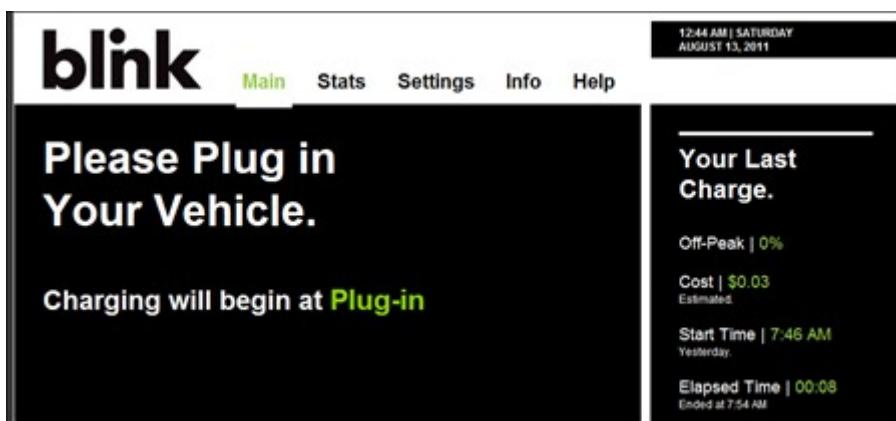 blink
Main Stats Settings Info Help
12:44 AM | SATURDAY
AUGUST 13, 2011
Please Plug in
Your Vehicle.
Charging will begin at Plug-in
Your Last
Charge.
Off-Peak | 0%
Cost | $0.03
Estimated.
Start Time | 7:46 AM
Yesterday.
Elapsed Time | 00:08
Ended at 7:54 AM